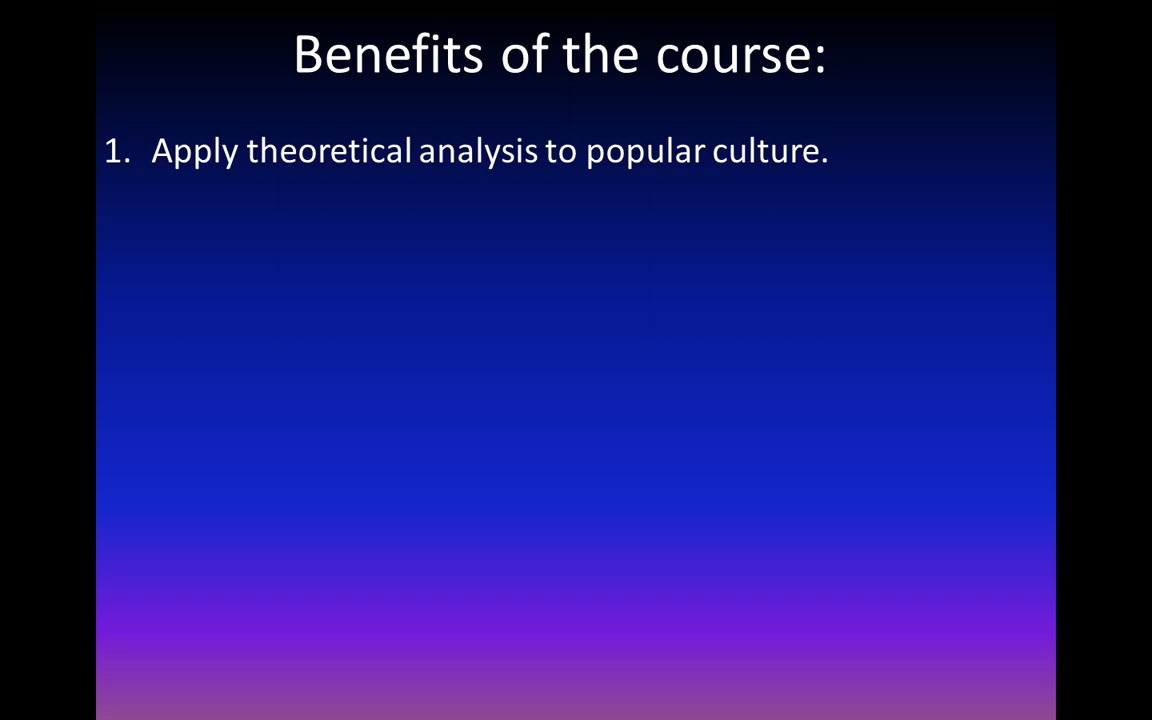 Benefits of the course:
1. Apply theoretical analysis to popular culture.